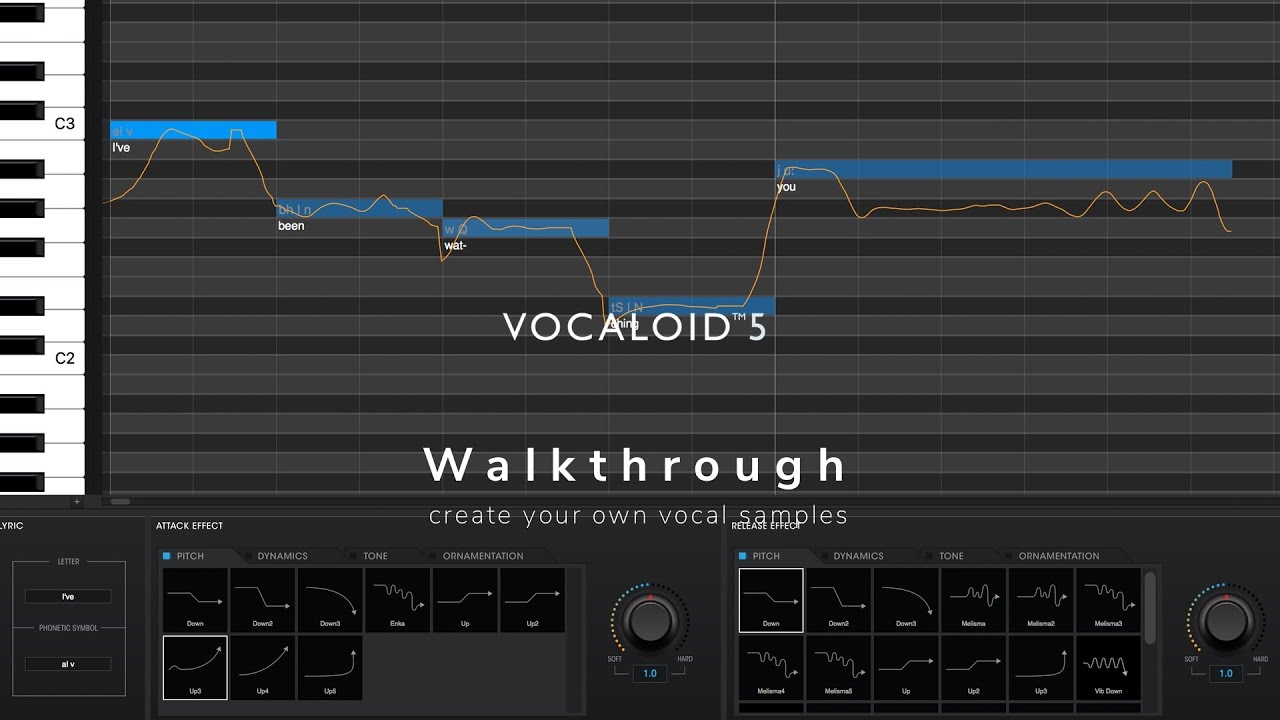 C3
aI v
I've
bh I n
been
w Q
wat-
j u:
you
tS I N
ching
VOCALOID™5
C2
Walkthrough
create your own vocal samples
LYRIC
ATTACK EFFECT
RELEASE EFFECT
PITCH DYNAMICS TONE ORNAMENTATION
PITCH DYNAMICS TONE ORNAMENTATION
LETTER
I've
PHONETIC SYMBOL
aI v
Down Down2 Down3 Enka Up Up2
Up3 Up4 Up5
SOFT HARD
1.0
Down Down2 Down3 Melisma Melisma2 Melisma3
Melisma4 Melisma5 Up Up2 Up3 Vib Down
SOFT HARD
1.0